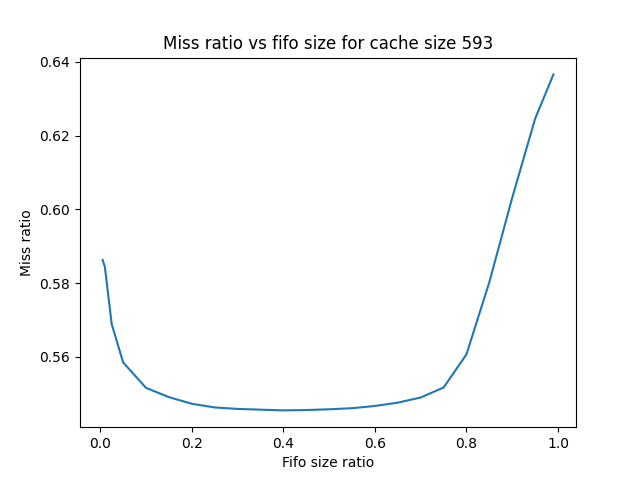 Miss ratio vs fifo size for cache size 593
0.64
0.62
0.60
0.58
0.56
Miss ratio
0.0 0.2 0.4 0.6 0.8 1.0
Fifo size ratio